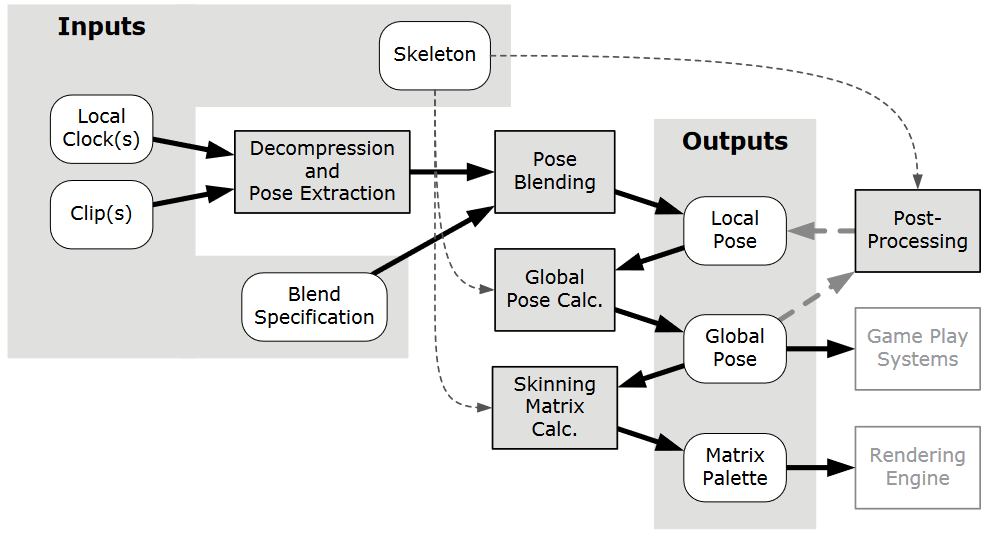 Inputs
Skeleton
Local
Clock(s)
Clip(s)
Decompression
and
Pose Extraction
Blend
Specification
Pose
Blending
Global
Pose Calc.
Skinning
Matrix
Calc.
Outputs
Local
Pose
Global
Pose
Matrix
Palette
Post-
Processing
Game Play
Systems
Rendering
Engine